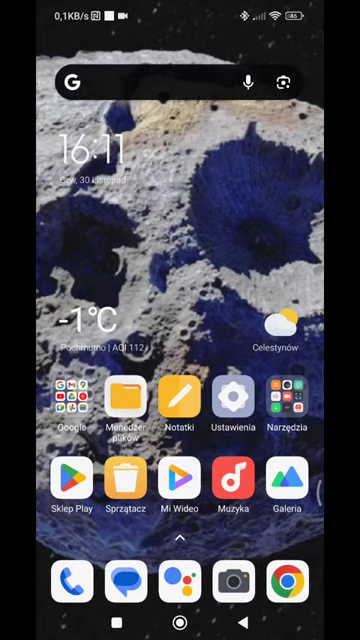 0,1KB/s
46
16:11
Czw, 30 Listopad
-1°C
Pochmurno | AQI 112
Celestynów
Google
Menedżer plików
Notatki
Ustawienia
Narzędzia
Sklep Play
Sprzątacz
Mi Wideo
Muzyka
Galeria